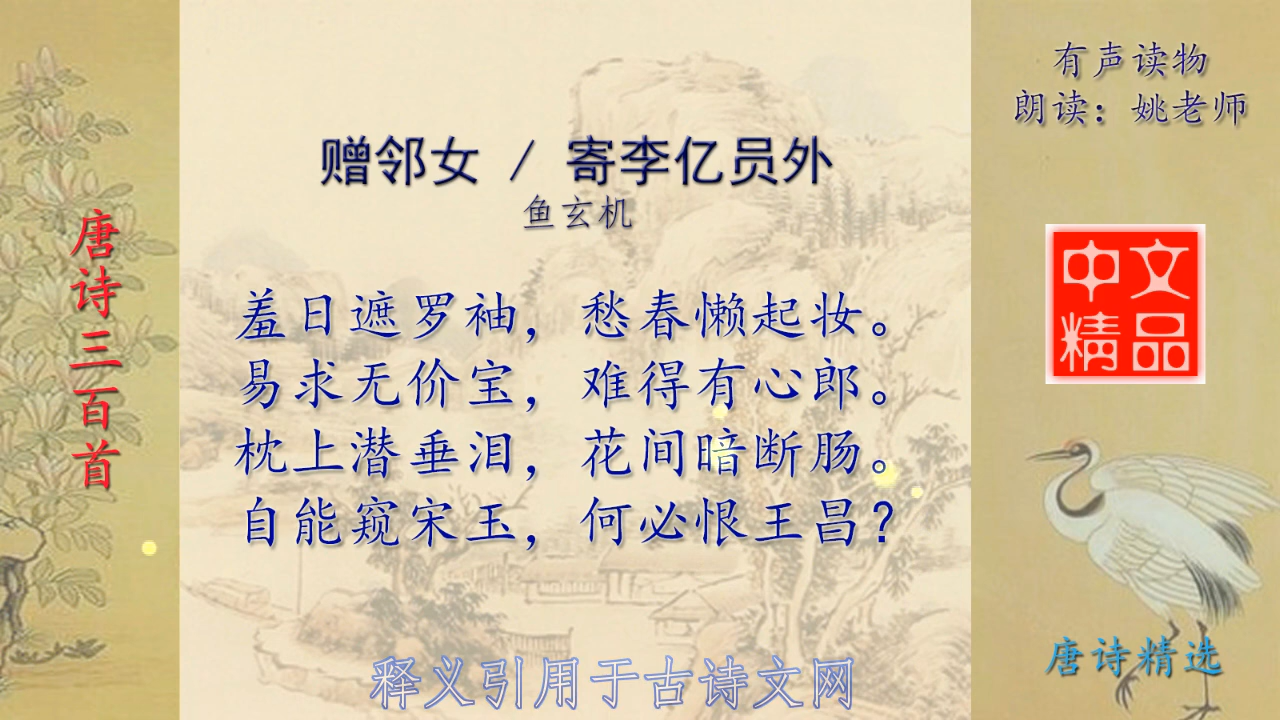 有声读物
朗读：姚老师
赠邻女 / 寄李亿员外
鱼玄机
羞日遮罗袖，愁春懒起妆。
易求无价宝，难得有心郎。
枕上潜垂泪，花间暗断肠。
自能窥宋玉，何必恨王昌？
唐诗三百首
中文
精品
唐诗精选
释义引用于古诗文网